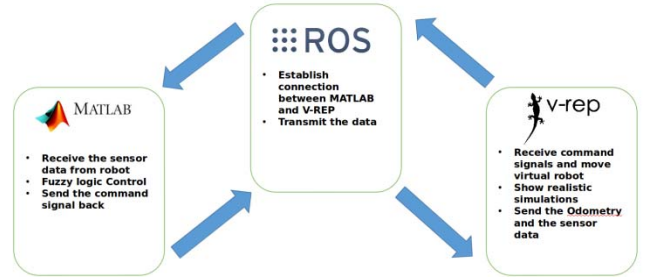 ROS
• Establish
connection
between MATLAB
and V-REP
• Transmit the data
MATLAB
• Receive the sensor
data from robot
• Fuzzy logic Control
• Send the command
signal back
v-rep
• Receive command
signals and move
virtual robot
• Show realistic
simulations
• Send the Odometry
and the sensor
data